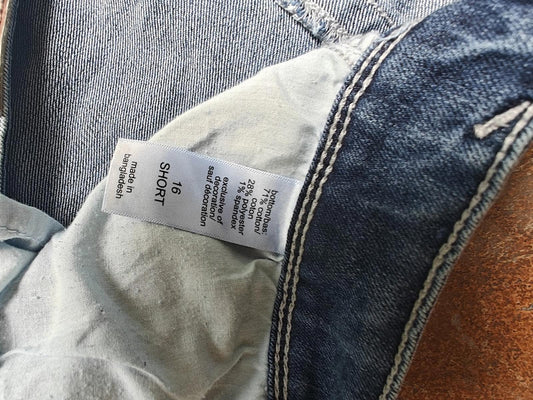 bottom/bas:
71% cotton/
coton
28% polyester
1% spandex
exclusive of
decoration/
sauf décoration
16
SHORT
made in
bangladesh